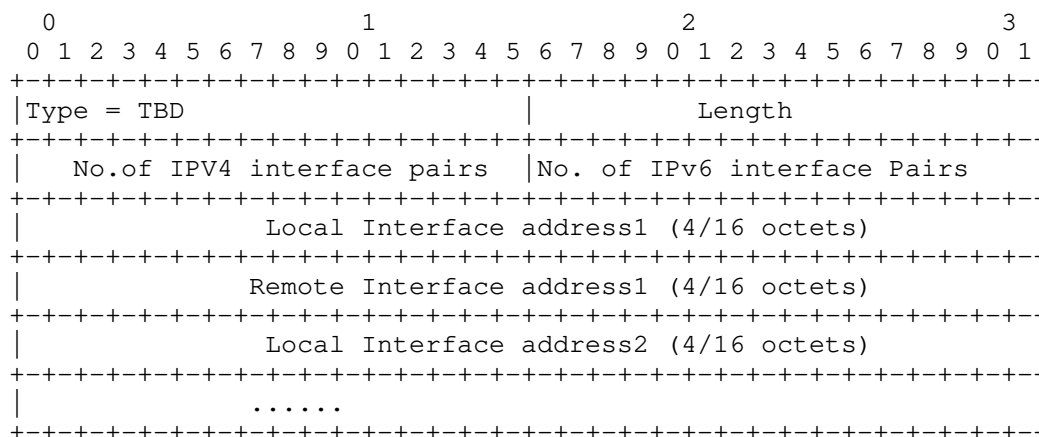 0                   1                   2                   3
0 1 2 3 4 5 6 7 8 9 0 1 2 3 4 5 6 7 8 9 0 1 2 3 4 5 6 7 8 9 0 1
+-+-+-+-+-+-+-+-+-+-+-+-+-+-+-+-+-+-+-+-+-+-+-+-+-+-+-+-+-+-+-+--
|Type = TBD                     |          Length
+-+-+-+-+-+-+-+-+-+-+-+-+-+-+-+-+-+-+-+-+-+-+-+-+-+-+-+-+-+-+-+--
|   No.of IPV4 interface pairs  |No. of IPv6 interface Pairs
+-+-+-+-+-+-+-+-+-+-+-+-+-+-+-+-+-+-+-+-+-+-+-+-+-+-+-+-+-+-+-+--
|               Local Interface address1 (4/16 octets)
+-+-+-+-+-+-+-+-+-+-+-+-+-+-+-+-+-+-+-+-+-+-+-+-+-+-+-+-+-+-+-+--
|              Remote Interface address1 (4/16 octets)
+-+-+-+-+-+-+-+-+-+-+-+-+-+-+-+-+-+-+-+-+-+-+-+-+-+-+-+-+-+-+-+--
|               Local Interface address2 (4/16 octets)
+-+-+-+-+-+-+-+-+-+-+-+-+-+-+-+-+-+-+-+-+-+-+-+-+-+-+-+-+-+-+-+--
|              ......
+-+-+-+-+-+-+-+-+-+-+-+-+-+-+-+-+-+-+-+-+-+-+-+-+-+-+-+-+-+-+-+--